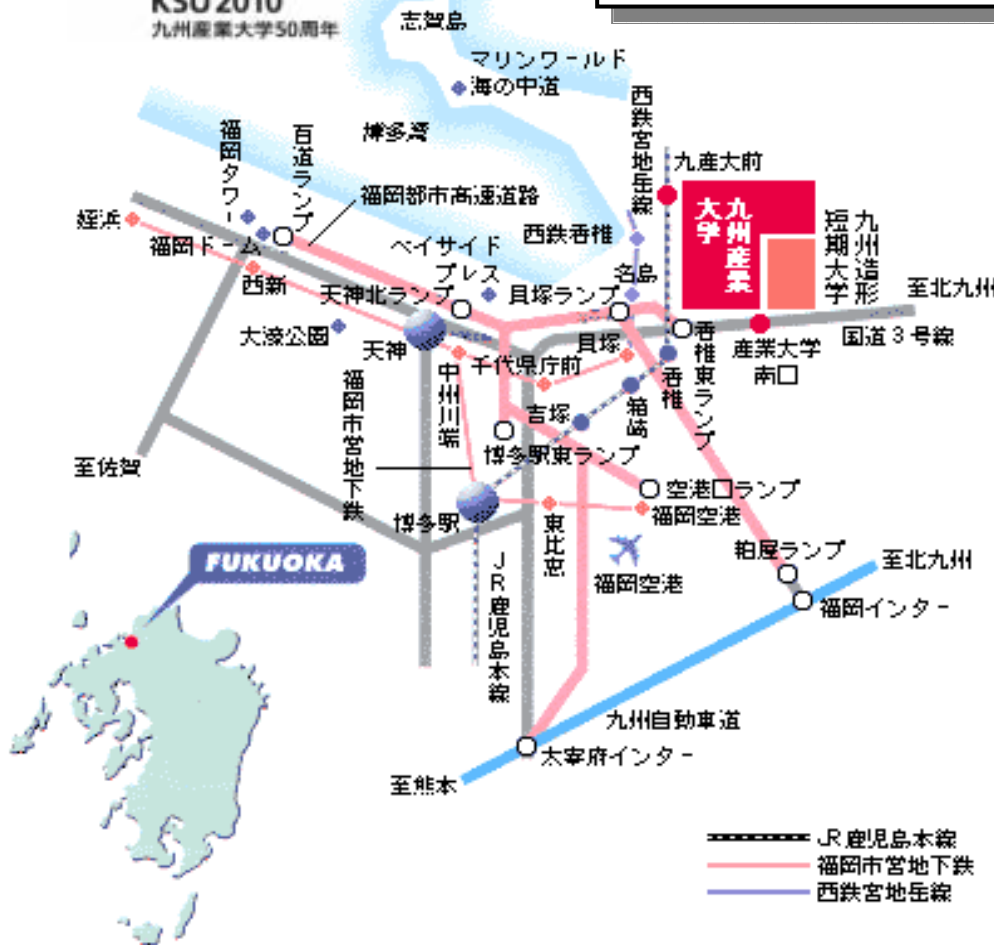 KSU 2010
九州産業大学50周年
志賀島
マリンワールド
海の中道
西鉄宮地岳線
博多湾
福岡タワー
百道ランプ
九産大前
福岡都市高速道路
九州産業
大学
九州造形
短期大学
姪浜
福岡ドーム
ベイサイド
プレス
西鉄香椎
西新
天神北ランプ
貝塚ランプ
名島
至北九州
国道3号線
大濠公園
天神
千代県庁前
貝塚
香椎東ランプ
産業大学
南口
中州川端
福岡市営地下鉄
吉塚
箱崎
香椎
至佐賀
博多駅東ランプ
空港口ランプ
福岡空港
博多駅
東比恵
福岡空港
粕屋ランプ
至北九州
福岡インター
FUKUOKA
JR鹿児島本線
九州自動車道
太宰府インター
至熊本
JR鹿児島本線
福岡市営地下鉄
西鉄宮地岳線